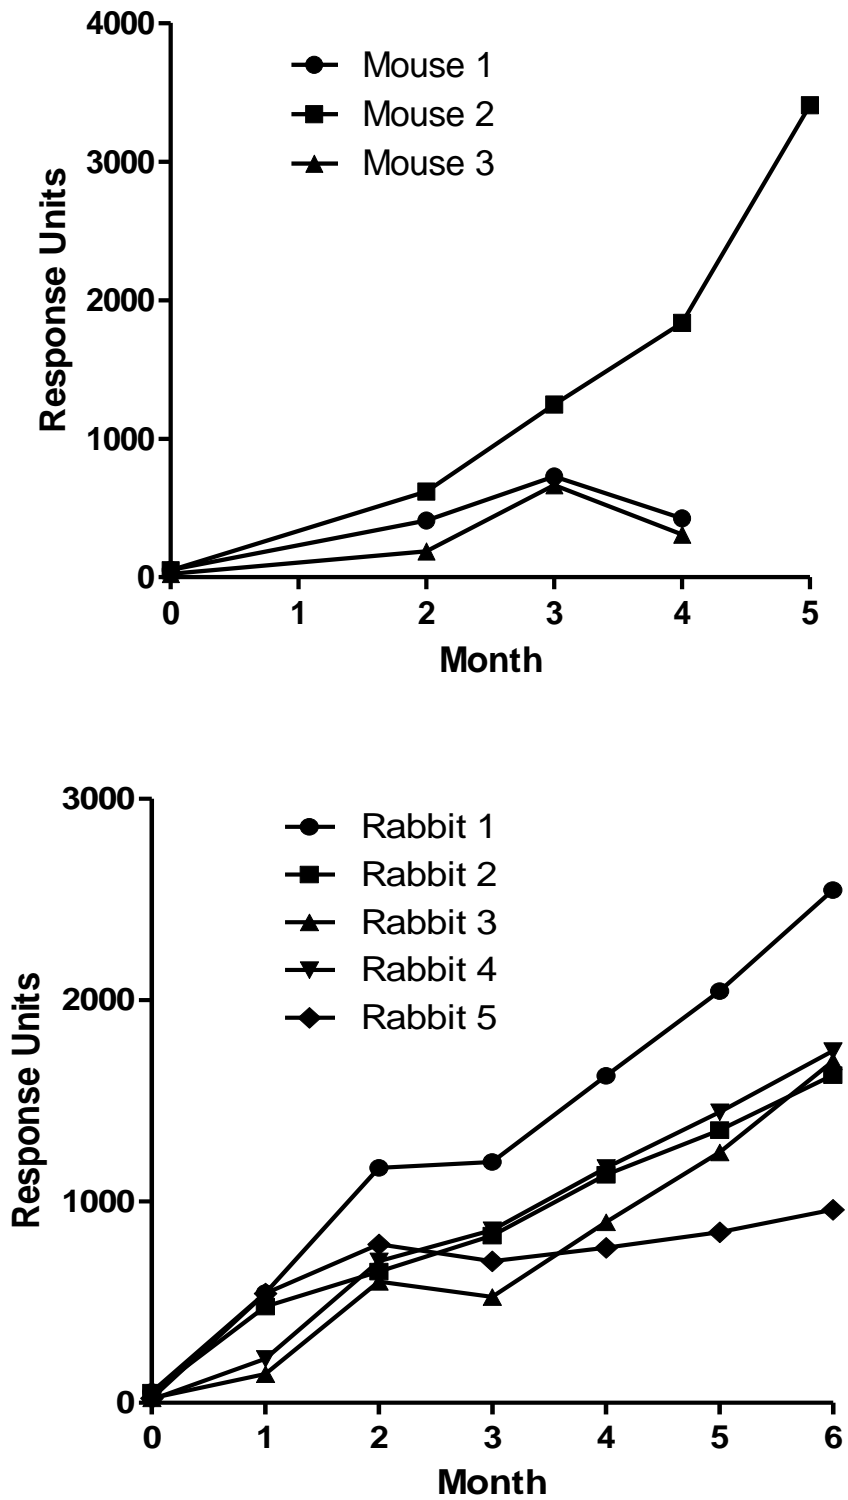 4000
Mouse 1
Mouse 2
3000
Mouse 3
Response Units
2000
1000
0
0 1 2 3 4 5
Month
3000
Rabbit 1
Rabbit 2
Rabbit 3
Rabbit 4
2000
Rabbit 5
Response Units
1000
0
0 1 2 3 4 5 6
Month